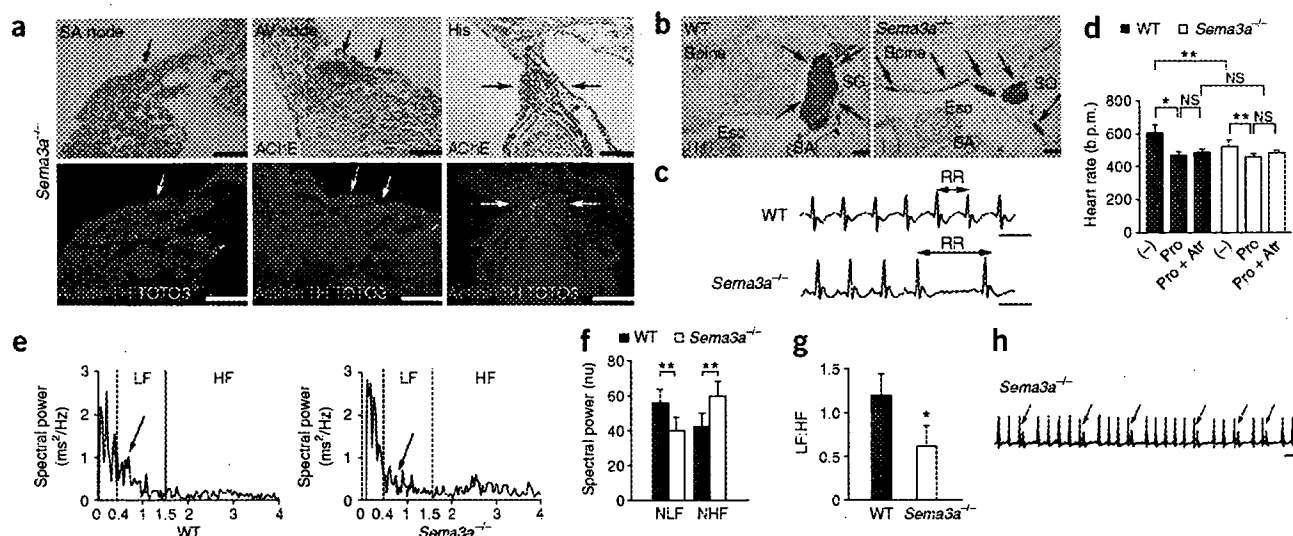 a
SA node
AV node
His
AChE
AChE
Sema3a−/−
TOTO3
TOTO3
TOTO3
b
WT
Spine
SG
Eso
Sema3a−/−
Spine
SG
Eso
SA
c
RR
WT
RR
Sema3a−/−
d
WT Sema3a−/−
**
NS
* NS
** NS
Heart rate (b.p.m.)
800
600
400
200
0
(–)
Pro
Pro + Atr
(–)
Pro
Pro + Atr
e
Spectral power
(ms²/Hz)
3
2
1
0
LF HF
0 0.4 1 1.5 2 3 4
WT
Spectral power
(ms²/Hz)
3
2
1
0
LF HF
0 0.4 1 1.5 2 3 4
Sema3a−/−
f
WT Sema3a−/−
Spectral power (nu)
80
60
40
20
0
** **
NLF NHF
g
LF:HF
1.5
1.0
0.5
0
*
WT Sema3a−/−
h
Sema3a−/−